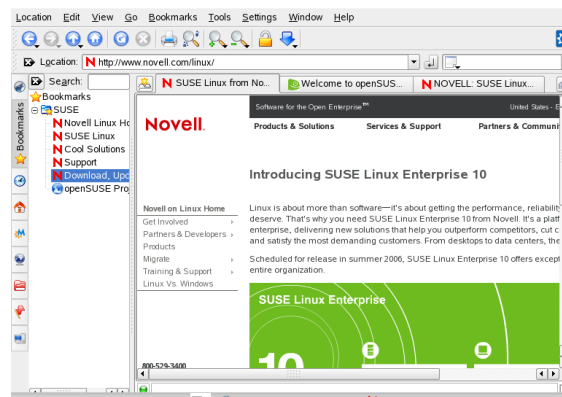 Location Edit View Go Bookmarks Tools Settings Window Help
Location: http://www.novell.com/linux/
Search:
N SUSE Linux from No...
Welcome to openSUS...
N NOVELL: SUSE Linux...
Bookmarks
Bookmarks
SUSE
N Novell Linux Ho
N SUSE Linux
N Cool Solutions
N Support
N Download, Upd
openSUSE Pro
Software for the Open Enterprise™
United States - E
Novell.
Products & Solutions
Services & Support
Partners & Communi
Introducing SUSE Linux Enterprise 10
Novell on Linux Home
Get Involved
Partners & Developers
Products
Migrate
Training & Support
Linux Vs. Windows
800-529-3400
Linux is about more than software—it's about getting the performance, reliability
deserve. That's why you need SUSE Linux Enterprise 10 from Novell. It's a platf
enterprise, delivering new solutions that help you outperform competitors, cut c
and satisfy the most demanding customers. From desktops to data centers, the
Scheduled for release in summer 2006, SUSE Linux Enterprise 10 offers except
entire organization.
SUSE Linux Enterprise
10